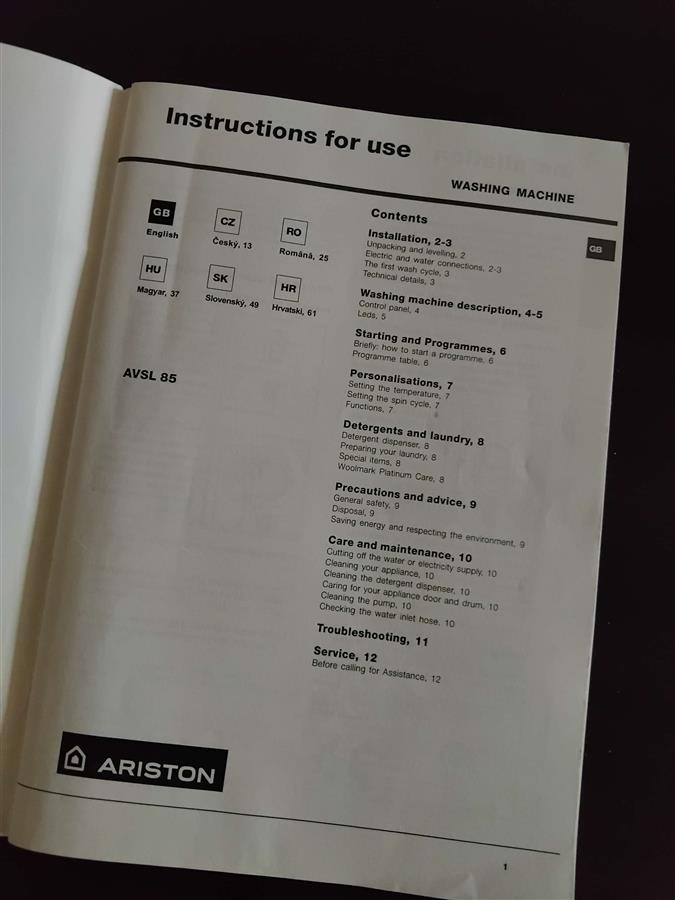 Instructions for use
WASHING MACHINE
GB
English
CZ
Český, 13
RO
Română, 25
HU
Magyar, 37
SK
Slovenský, 49
HR
Hrvatski, 61
AVSL 85
Contents
Installation, 2-3
Unpacking and levelling, 2
Electric and water connections, 2-3
The first wash cycle, 3
Technical details, 3
Washing machine description, 4-5
Control panel, 4
Leds, 5
Starting and Programmes, 6
Briefly: how to start a programme, 6
Programme table, 6
Personalisations, 7
Setting the temperature, 7
Setting the spin cycle, 7
Functions, 7
Detergents and laundry, 8
Detergent dispenser, 8
Preparing your laundry, 8
Special items, 8
Woolmark Platinum Care, 8
Precautions and advice, 9
General safety, 9
Disposal, 9
Saving energy and respecting the environment, 9
Care and maintenance, 10
Cutting off the water or electricity supply, 10
Cleaning your appliance, 10
Cleaning the detergent dispenser, 10
Caring for your appliance door and drum, 10
Cleaning the pump, 10
Checking the water inlet hose, 10
Troubleshooting, 11
Service, 12
Before calling for Assistance, 12
GB
ARISTON
1